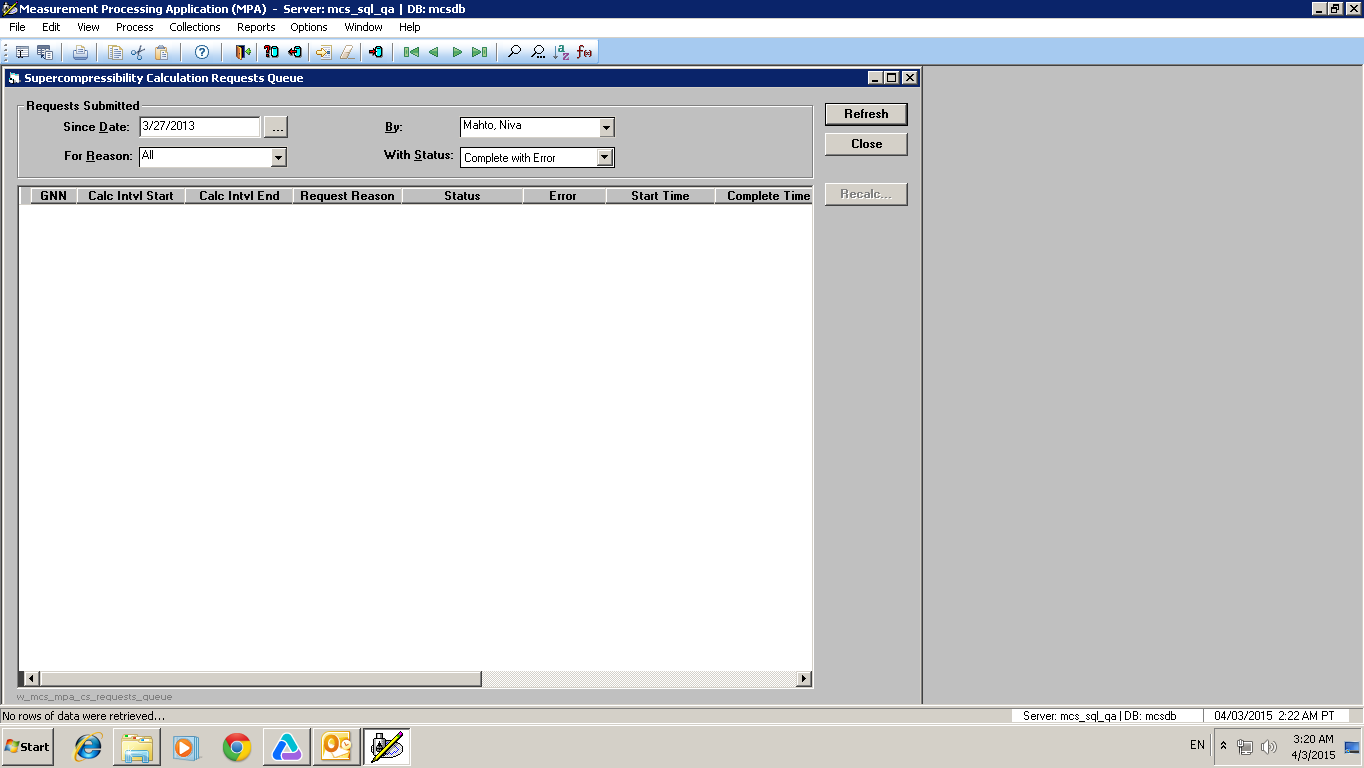 Measurement Processing Application (MPA) - Server: mcs_sql_qa | DB: mcsdb
File Edit View Process Collections Reports Options Window Help
Supercompressibility Calculation Requests Queue
Requests Submitted
Since Date: 3/27/2013 ... By: Mahto, Niva
For Reason: All With Status: Complete with Error
Refresh
Close
Recalc...
GNN Calc Intvl Start Calc Intvl End Request Reason Status Error Start Time Complete Time
w_mcs_mpa_cs_requests_queue
No rows of data were retrieved... Server: mcs_sql_qa | DB: mcsdb 04/03/2015 2:22 AM PT
Start EN 3:20 AM
4/3/2015